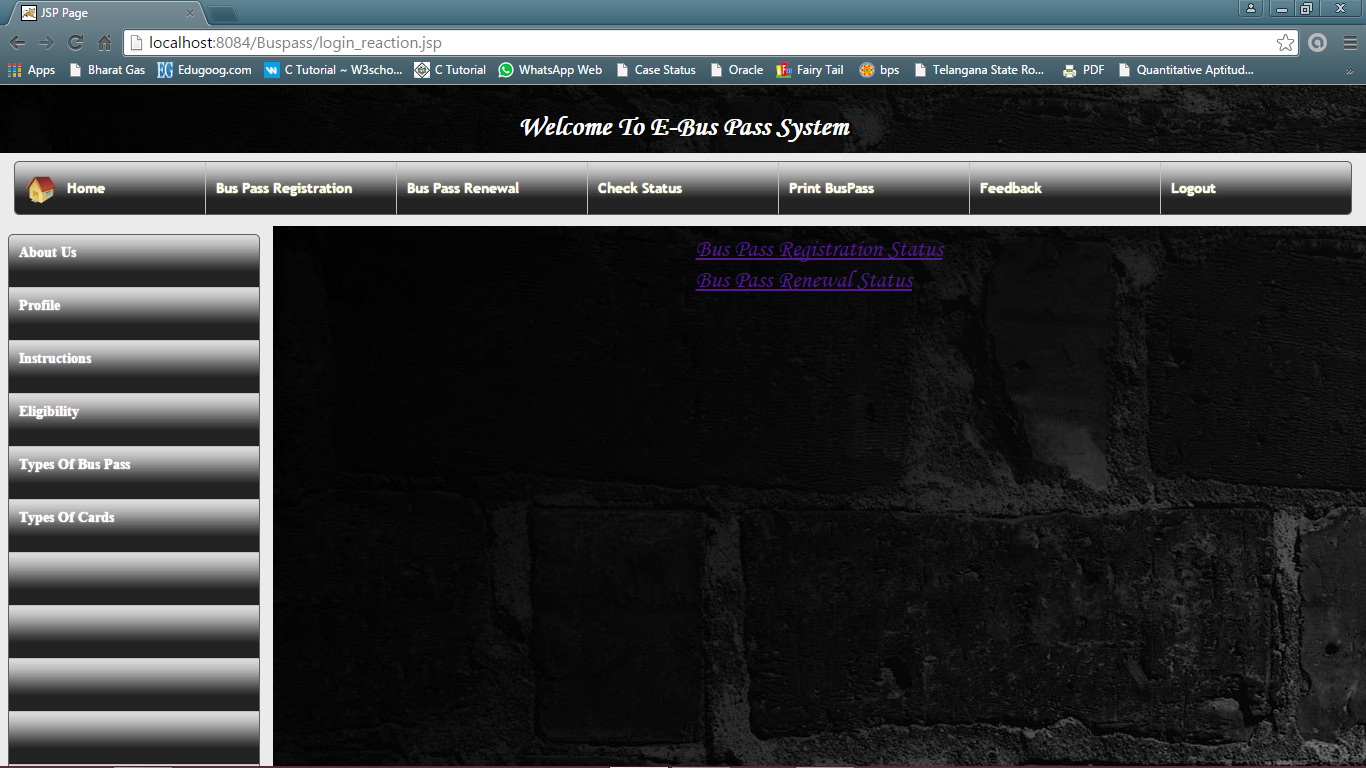 JSP Page
localhost:8084/Buspass/login_reaction.jsp
Apps Bharat Gas Edugoog.com C Tutorial ~ W3scho... C Tutorial WhatsApp Web Case Status Oracle Fairy Tail bps Telangana State Ro... PDF Quantitative Aptitud... »
Welcome To E-Bus Pass System
Home Bus Pass Registration Bus Pass Renewal Check Status Print BusPass Feedback Logout
Bus Pass Registration Status
Bus Pass Renewal Status
About Us
Profile
Instructions
Eligibility
Types Of Bus Pass
Types Of Cards